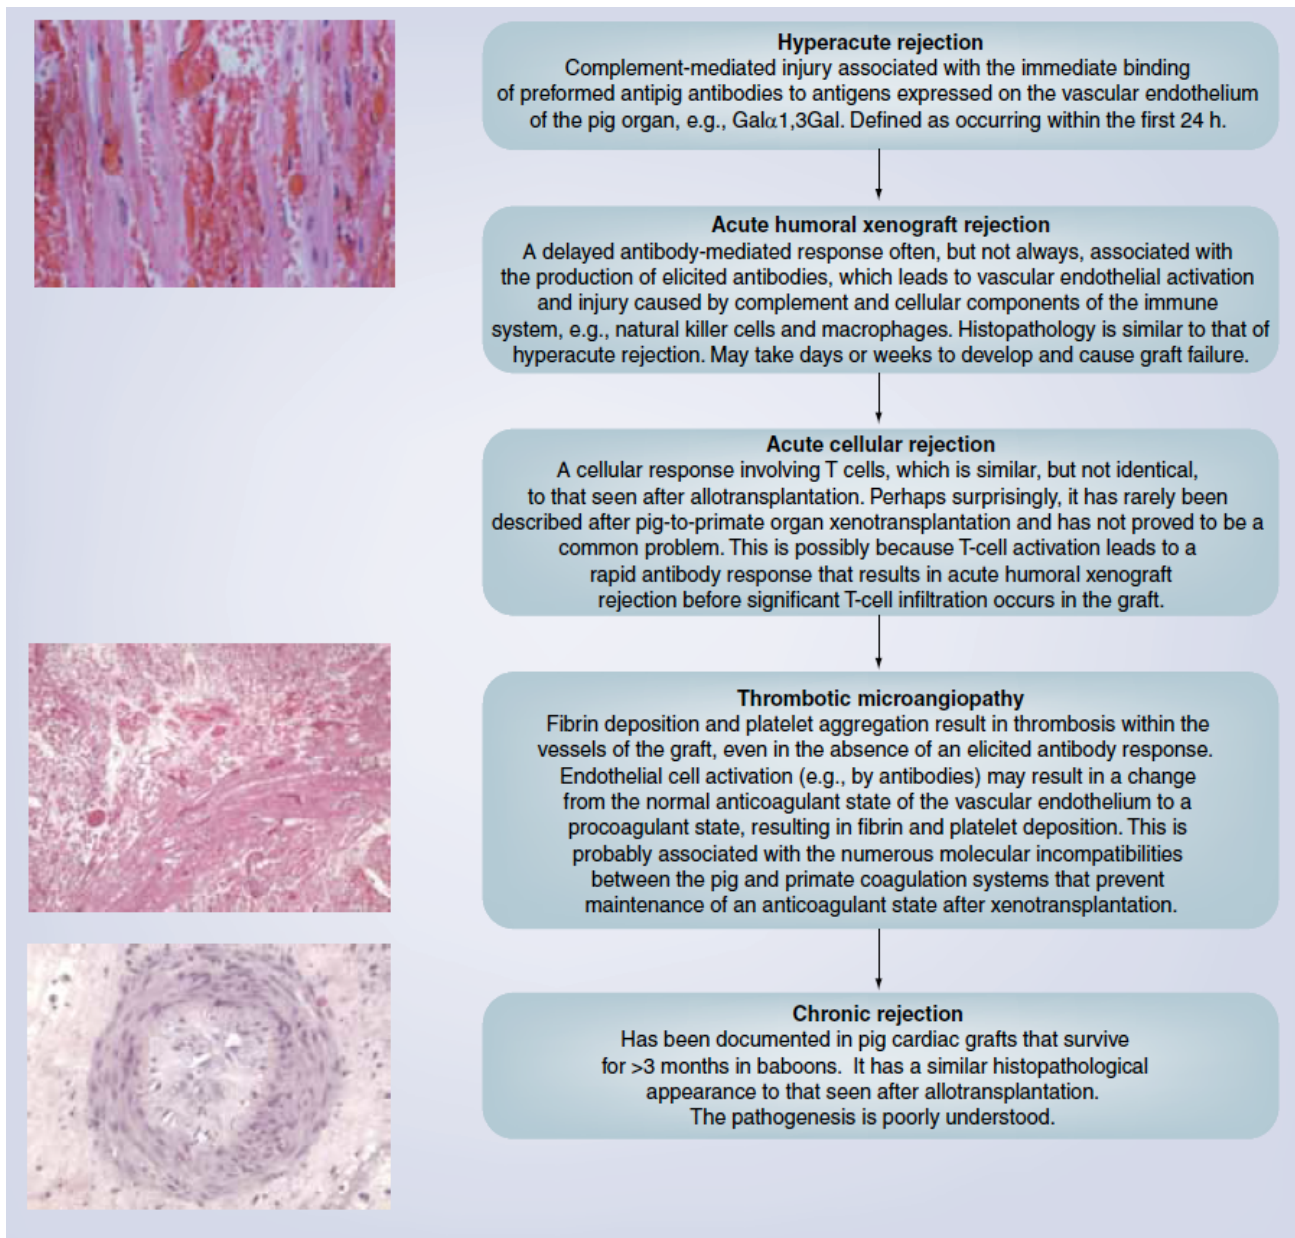 Hyperacute rejection
Complement-mediated injury associated with the immediate binding
of preformed antipig antibodies to antigens expressed on the vascular endothelium
of the pig organ, e.g., Galα1,3Gal. Defined as occurring within the first 24 h.
Acute humoral xenograft rejection
A delayed antibody-mediated response often, but not always, associated with
the production of elicited antibodies, which leads to vascular endothelial activation
and injury caused by complement and cellular components of the immune
system, e.g., natural killer cells and macrophages. Histopathology is similar to that of
hyperacute rejection. May take days or weeks to develop and cause graft failure.
Acute cellular rejection
A cellular response involving T cells, which is similar, but not identical,
to that seen after allotransplantation. Perhaps surprisingly, it has rarely been
described after pig-to-primate organ xenotransplantation and has not proved to be a
common problem. This is possibly because T-cell activation leads to a
rapid antibody response that results in acute humoral xenograft
rejection before significant T-cell infiltration occurs in the graft.
Thrombotic microangiopathy
Fibrin deposition and platelet aggregation result in thrombosis within the
vessels of the graft, even in the absence of an elicited antibody response.
Endothelial cell activation (e.g., by antibodies) may result in a change
from the normal anticoagulant state of the vascular endothelium to a
procoagulant state, resulting in fibrin and platelet deposition. This is
probably associated with the numerous molecular incompatibilities
between the pig and primate coagulation systems that prevent
maintenance of an anticoagulant state after xenotransplantation.
Chronic rejection
Has been documented in pig cardiac grafts that survive
for >3 months in baboons. It has a similar histopathological
appearance to that seen after allotransplantation.
The pathogenesis is poorly understood.